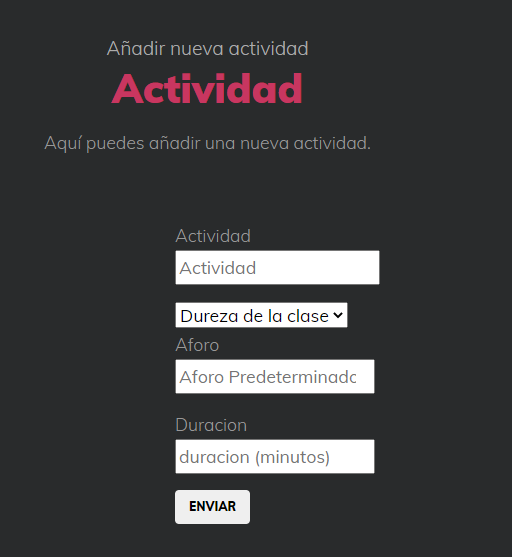 Añadir nueva actividad
Actividad
Aquí puedes añadir una nueva actividad.
Actividad
Actividad
Dureza de la clase
Aforo
Aforo Predeterminado
Duracion
duracion (minutos)
ENVIAR